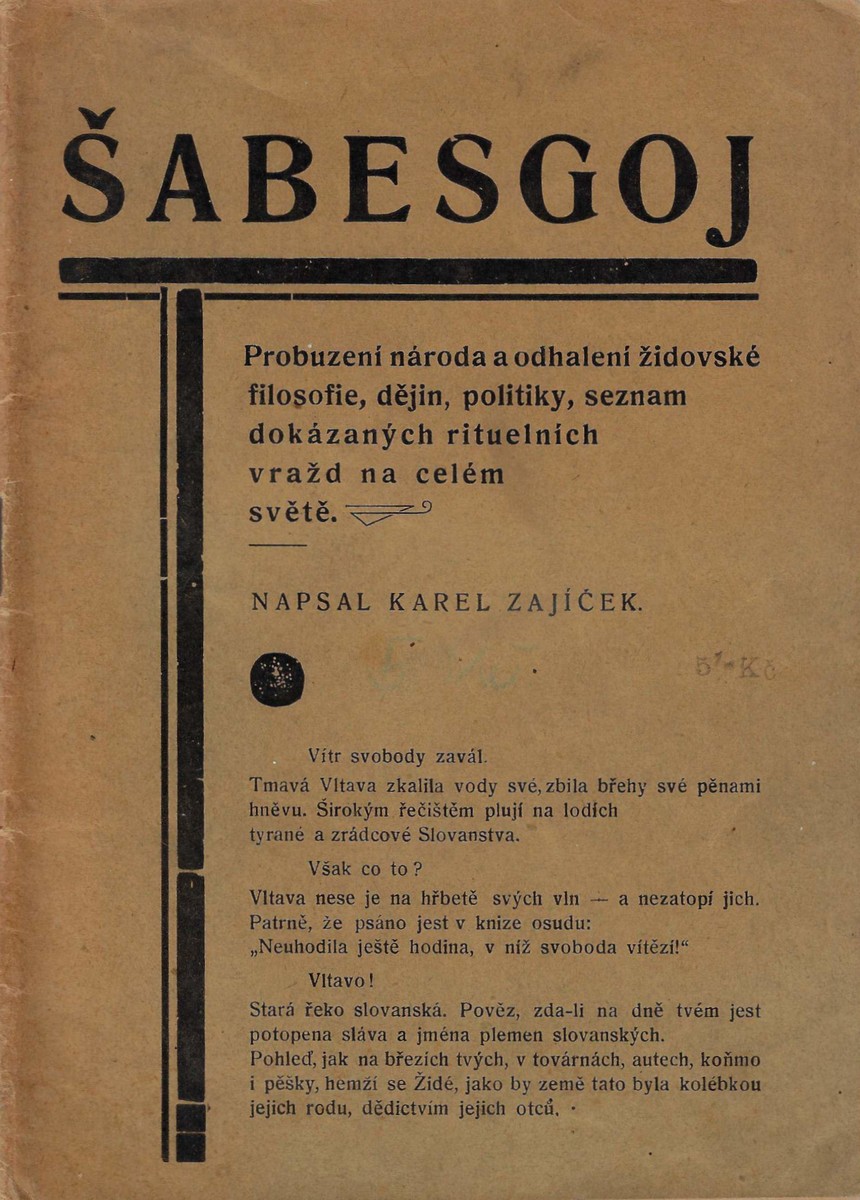 ŠABESGOJ
Probuzení národa a odhalení židovské
filosofie, dějin, politiky, seznam
dokázaných rituelních
vražd na celém
světě.
NAPSAL KAREL ZAJÍČEK.
5'- Kč
Vítr svobody zavál.
Tmavá Vltava zkalila vody své, zbila břehy své pěnami
hněvu. Širokým řečištěm plují na lodích
tyrané a zrádcové Slovanstva.
Však co to?
Vltava nese je na hřbetě svých vln — a nezatopí jich.
Patrně, že psáno jest v knize osudu:
„Neuhodila ještě hodina, v níž svoboda vítězí!“
Vltavo!
Stará řeko slovanská. Pověz, zda-li na dně tvém jest
potopena sláva a jména plemen slovanských.
Pohleď, jak na březích tvých, v továrnách, autech, koňmo
i pěšky, hemží se Židé, jako by země tato byla kolébkou
jejich rodu, dědictvím jejich otců.